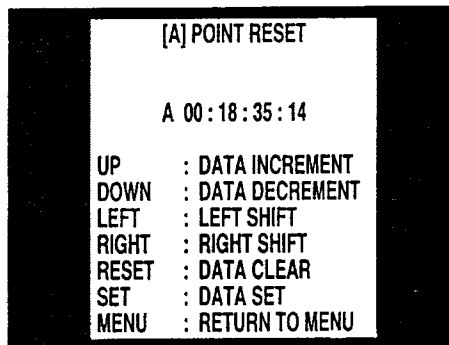 [A] POINT RESET
A 00 : 18 : 35 : 14
UP : DATA INCREMENT
DOWN : DATA DECREMENT
LEFT : LEFT SHIFT
RIGHT : RIGHT SHIFT
RESET : DATA CLEAR
SET : DATA SET
MENU : RETURN TO MENU